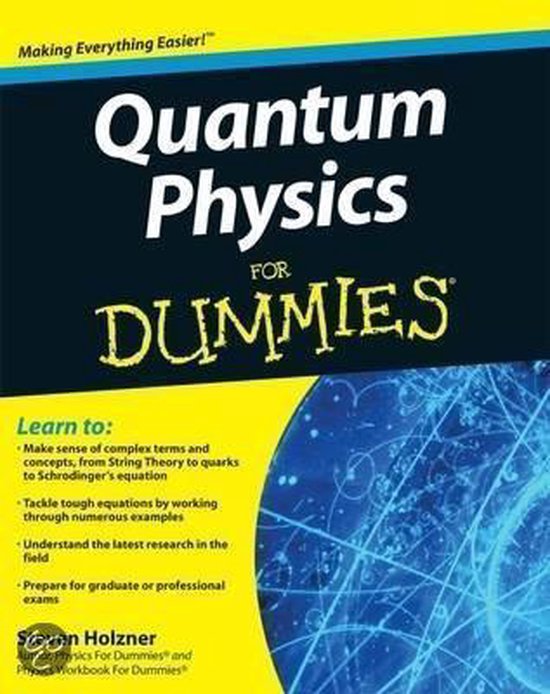 Making Everything Easier!™
Quantum
Physics
FOR
DUMMIES®
Learn to:
• Make sense of complex terms and
concepts, from String Theory to quarks
to Schrodinger's equation
• Tackle tough equations by working
through numerous examples
• Understand the latest research in the
field
• Prepare for graduate or professional
exams
Steven Holzner
Author, Physics For Dummies® and
Physics Workbook For Dummies®